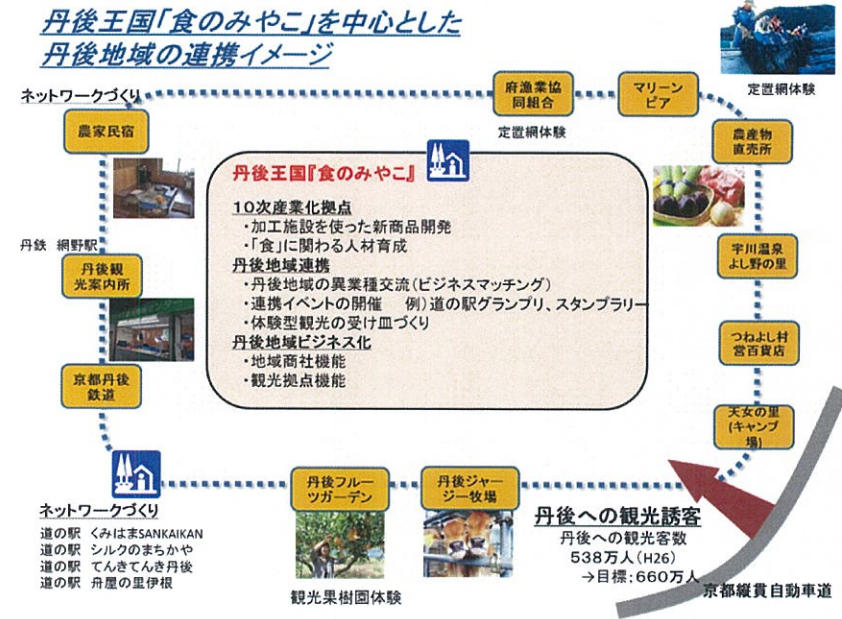 丹後王国「食のみやこ」を中心とした
丹後地域の連携イメージ
ネットワークづくり
農家民宿
府漁業協
同組合
定置網体験
マリーン
ピア
定置網体験
農産物
直売所
丹後王国『食のみやこ』
10次産業化拠点
・加工施設を使った新商品開発
・「食」に関わる人材育成
丹後地域連携
・丹後地域の異業種交流(ビジネスマッチング)
・連携イベントの開催 例)道の駅グランプリ、スタンプラリー
・体験型観光の受け皿づくり
丹後地域ビジネス化
・地域商社機能
・観光拠点機能
丹鉄 網野駅
丹後観
光案内所
京都丹後
鉄道
宇川温泉
よし野の里
つねよし村
営百貨店
天女の里
(キャンプ
場)
ネットワークづくり
道の駅 くみはまSANKAIKAN
道の駅 シルクのまちかや
道の駅 てんきてんき丹後
道の駅 舟屋の里伊根
丹後フルー
ツガーデン
観光果樹園体験
丹後ジャー
ジー牧場
丹後への観光誘客
丹後への観光客数
538万人(H26)
→目標;660万人
京都縦貫自動車道